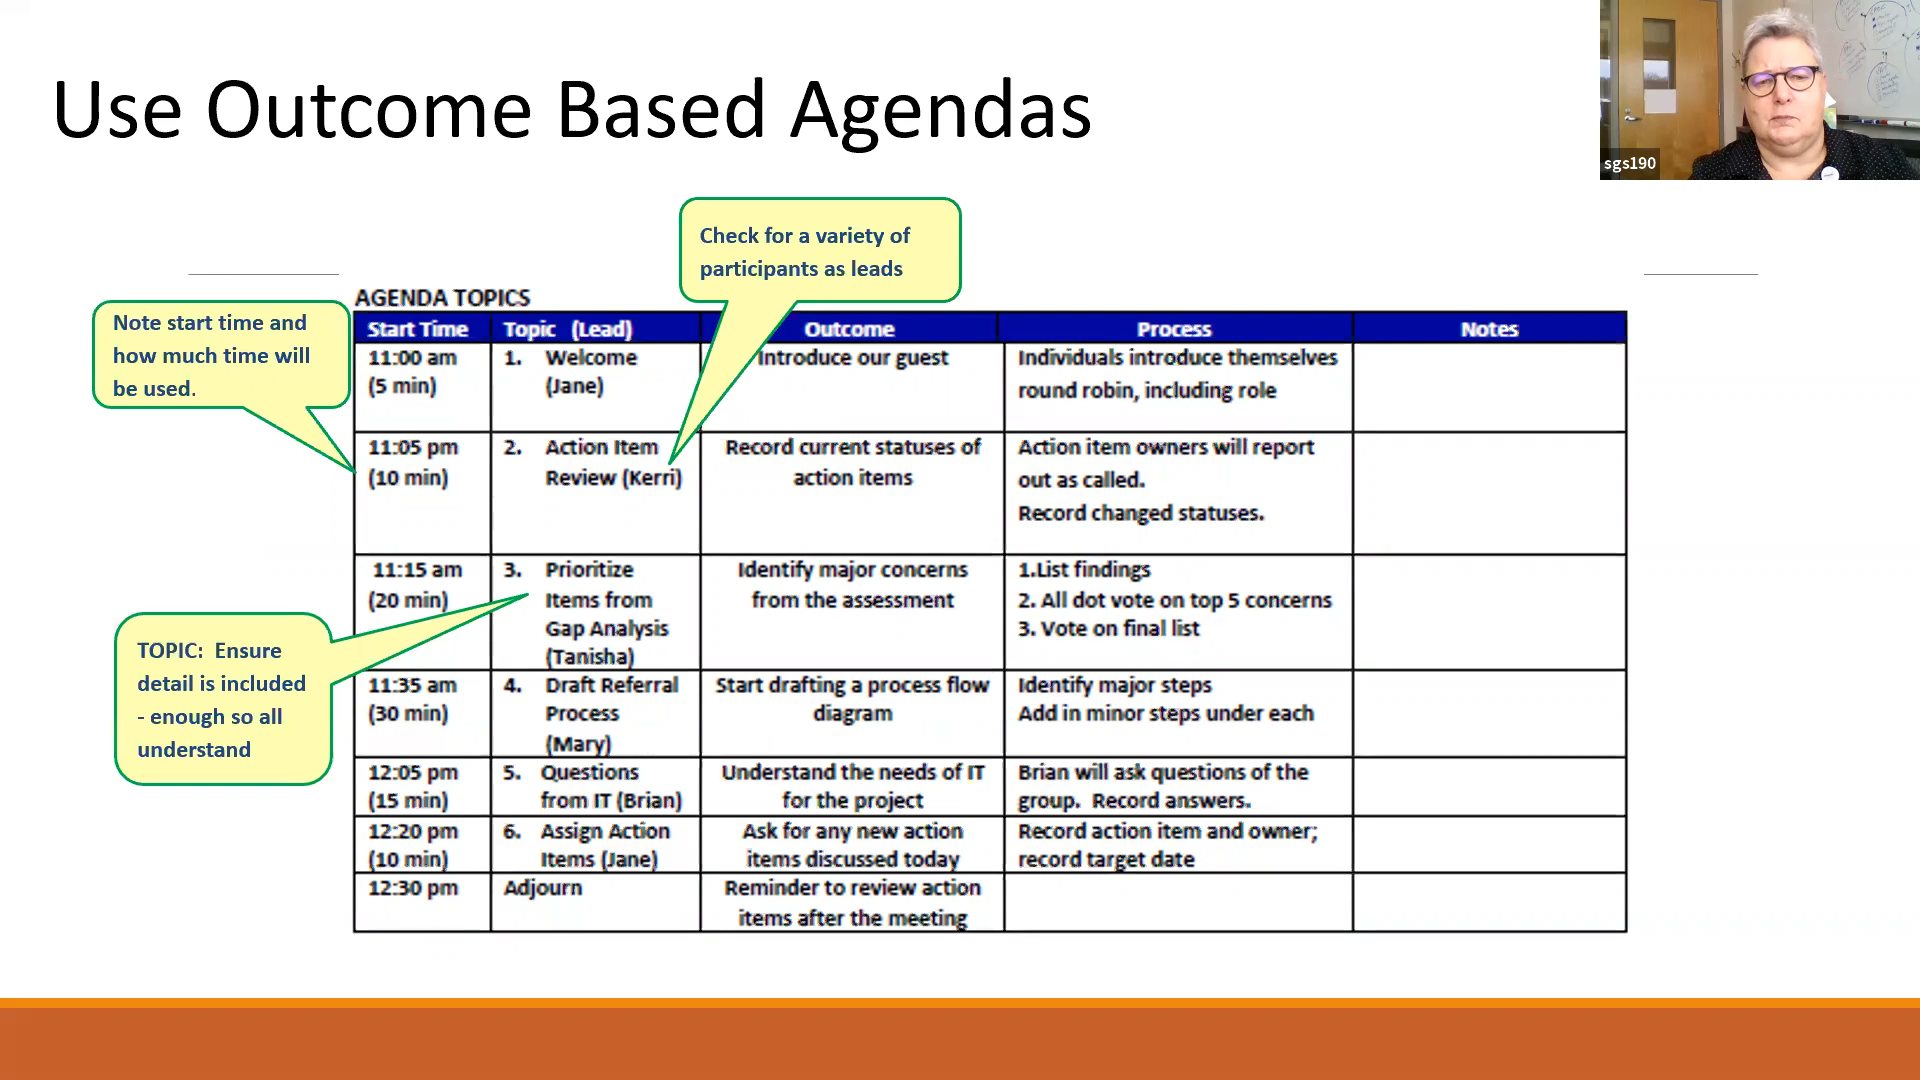 Use Outcome Based Agendas
sgs190
Check for a variety of
participants as leads
Note start time and
how much time will
be used.
TOPIC:  Ensure
detail is included
- enough so all
understand
AGENDA TOPICS
Start Time Topic (Lead) Outcome Process Notes
11:00 am 1. Welcome Introduce our guest Individuals introduce themselves
(5 min) (Jane) round robin, including role
11:05 pm 2. Action Item Record current statuses of Action item owners will report
(10 min) Review (Kerri) action items out as called.
Record changed statuses.
11:15 am 3. Prioritize Identify major concerns 1.List findings
(20 min) Items from from the assessment 2. All dot vote on top 5 concerns
Gap Analysis 3. Vote on final list
(Tanisha)
11:35 am 4. Draft Referral Start drafting a process flow Identify major steps
(30 min) Process diagram Add in minor steps under each
(Mary)
12:05 pm 5. Questions Understand the needs of IT Brian will ask questions of the
(15 min) from IT (Brian) for the project group. Record answers.
12:20 pm 6. Assign Action Ask for any new action Record action item and owner;
(10 min) Items (Jane) items discussed today record target date
12:30 pm Adjourn Reminder to review action
items after the meeting